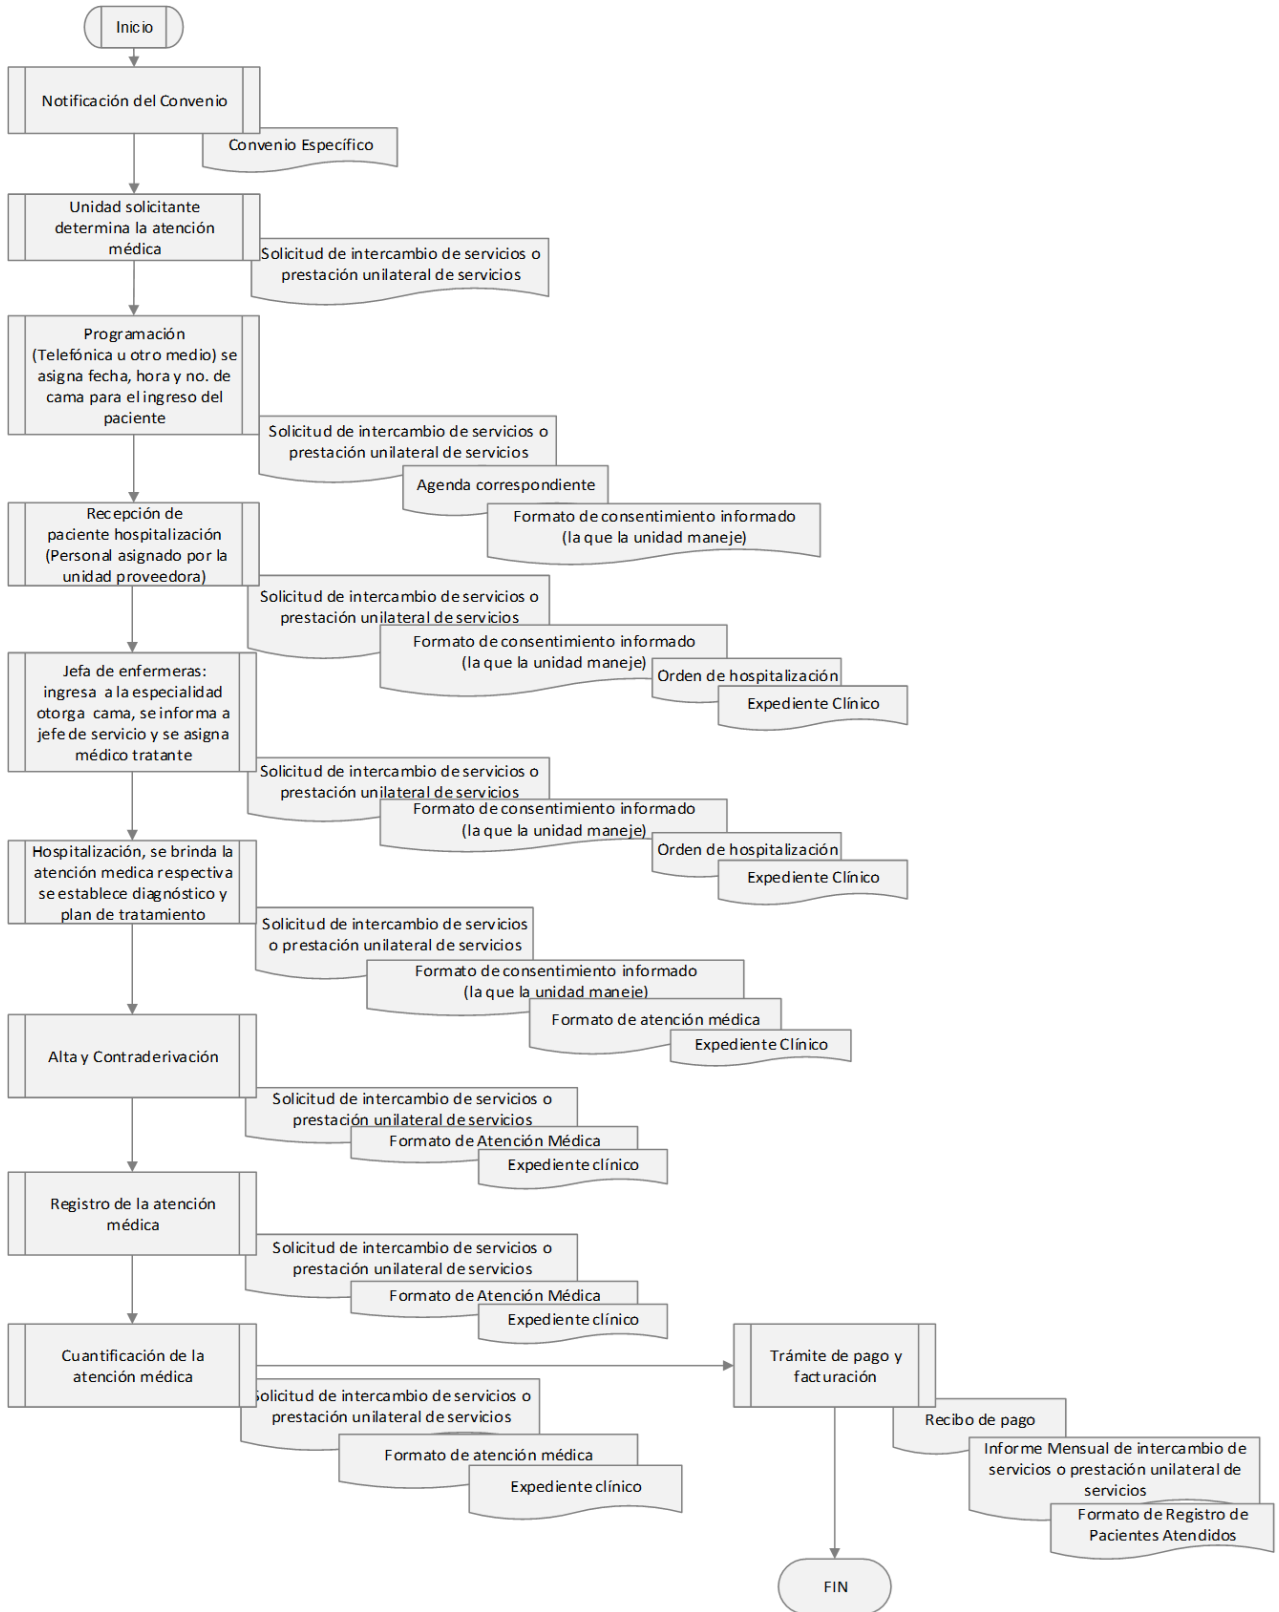 Inicio
Notificación del Convenio
Convenio Específico
Unidad solicitante
determina la atención
médica
Solicitud de intercambio de servicios o
prestación unilateral de servicios
Programación
(Telefónica u otro medio) se
asigna fecha, hora y no. de
cama para el ingreso del
paciente
Solicitud de intercambio de servicios o
prestación unilateral de servicios
Agenda correspondiente
Formato de consentimiento informado
(la que la unidad maneje)
Recepción de
paciente hospitalización
(Personal asignado por la
unidad proveedora)
Solicitud de intercambio de servicios o
prestación unilateral de servicios
Formato de consentimiento informado
(la que la unidad maneje)
Orden de hospitalización
Expediente Clínico
Jefa de enfermeras:
ingresa a la especialidad
otorga cama, se informa a
jefe de servicio y se asigna
médico tratante
Solicitud de intercambio de servicios o
prestación unilateral de servicios
Formato de consentimiento informado
(la que la unidad maneje)
Orden de hospitalización
Expediente Clínico
Hospitalización, se brinda la
atención medica respectiva
se establece diagnóstico y
plan de tratamiento
Solicitud de intercambio de servicios
o prestación unilateral de servicios
Formato de consentimiento informado
(la que la unidad maneje)
Formato de atención médica
Expediente Clínico
Alta y Contraderivación
Solicitud de intercambio de servicios o
prestación unilateral de servicios
Formato de Atención Médica
Expediente clínico
Registro de la atención
médica
Solicitud de intercambio de servicios o
prestación unilateral de servicios
Formato de Atención Médica
Expediente clínico
Cuantificación de la
atención médica
Solicitud de intercambio de servicios o
prestación unilateral de servicios
Formato de atención médica
Expediente clínico
Trámite de pago y
facturación
Recibo de pago
Informe Mensual de intercambio de
servicios o prestación unilateral de
servicios
Formato de Registro de
Pacientes Atendidos
FIN